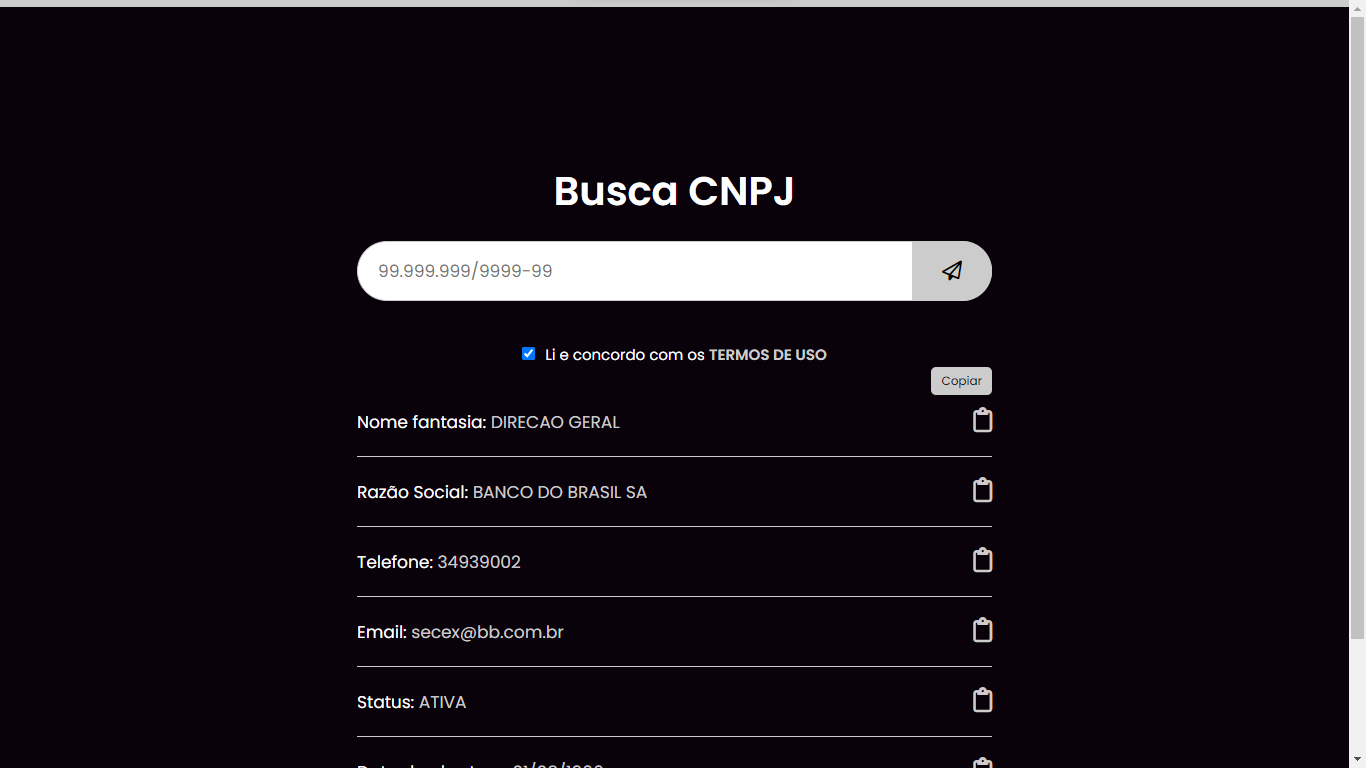 Busca CNPJ
99.999.999/9999-99
Li e concordo com os TERMOS DE USO
Copiar
Nome fantasia: DIRECAO GERAL
Razão Social: BANCO DO BRASIL SA
Telefone: 34939002
Email: secex@bb.com.br
Status: ATIVA